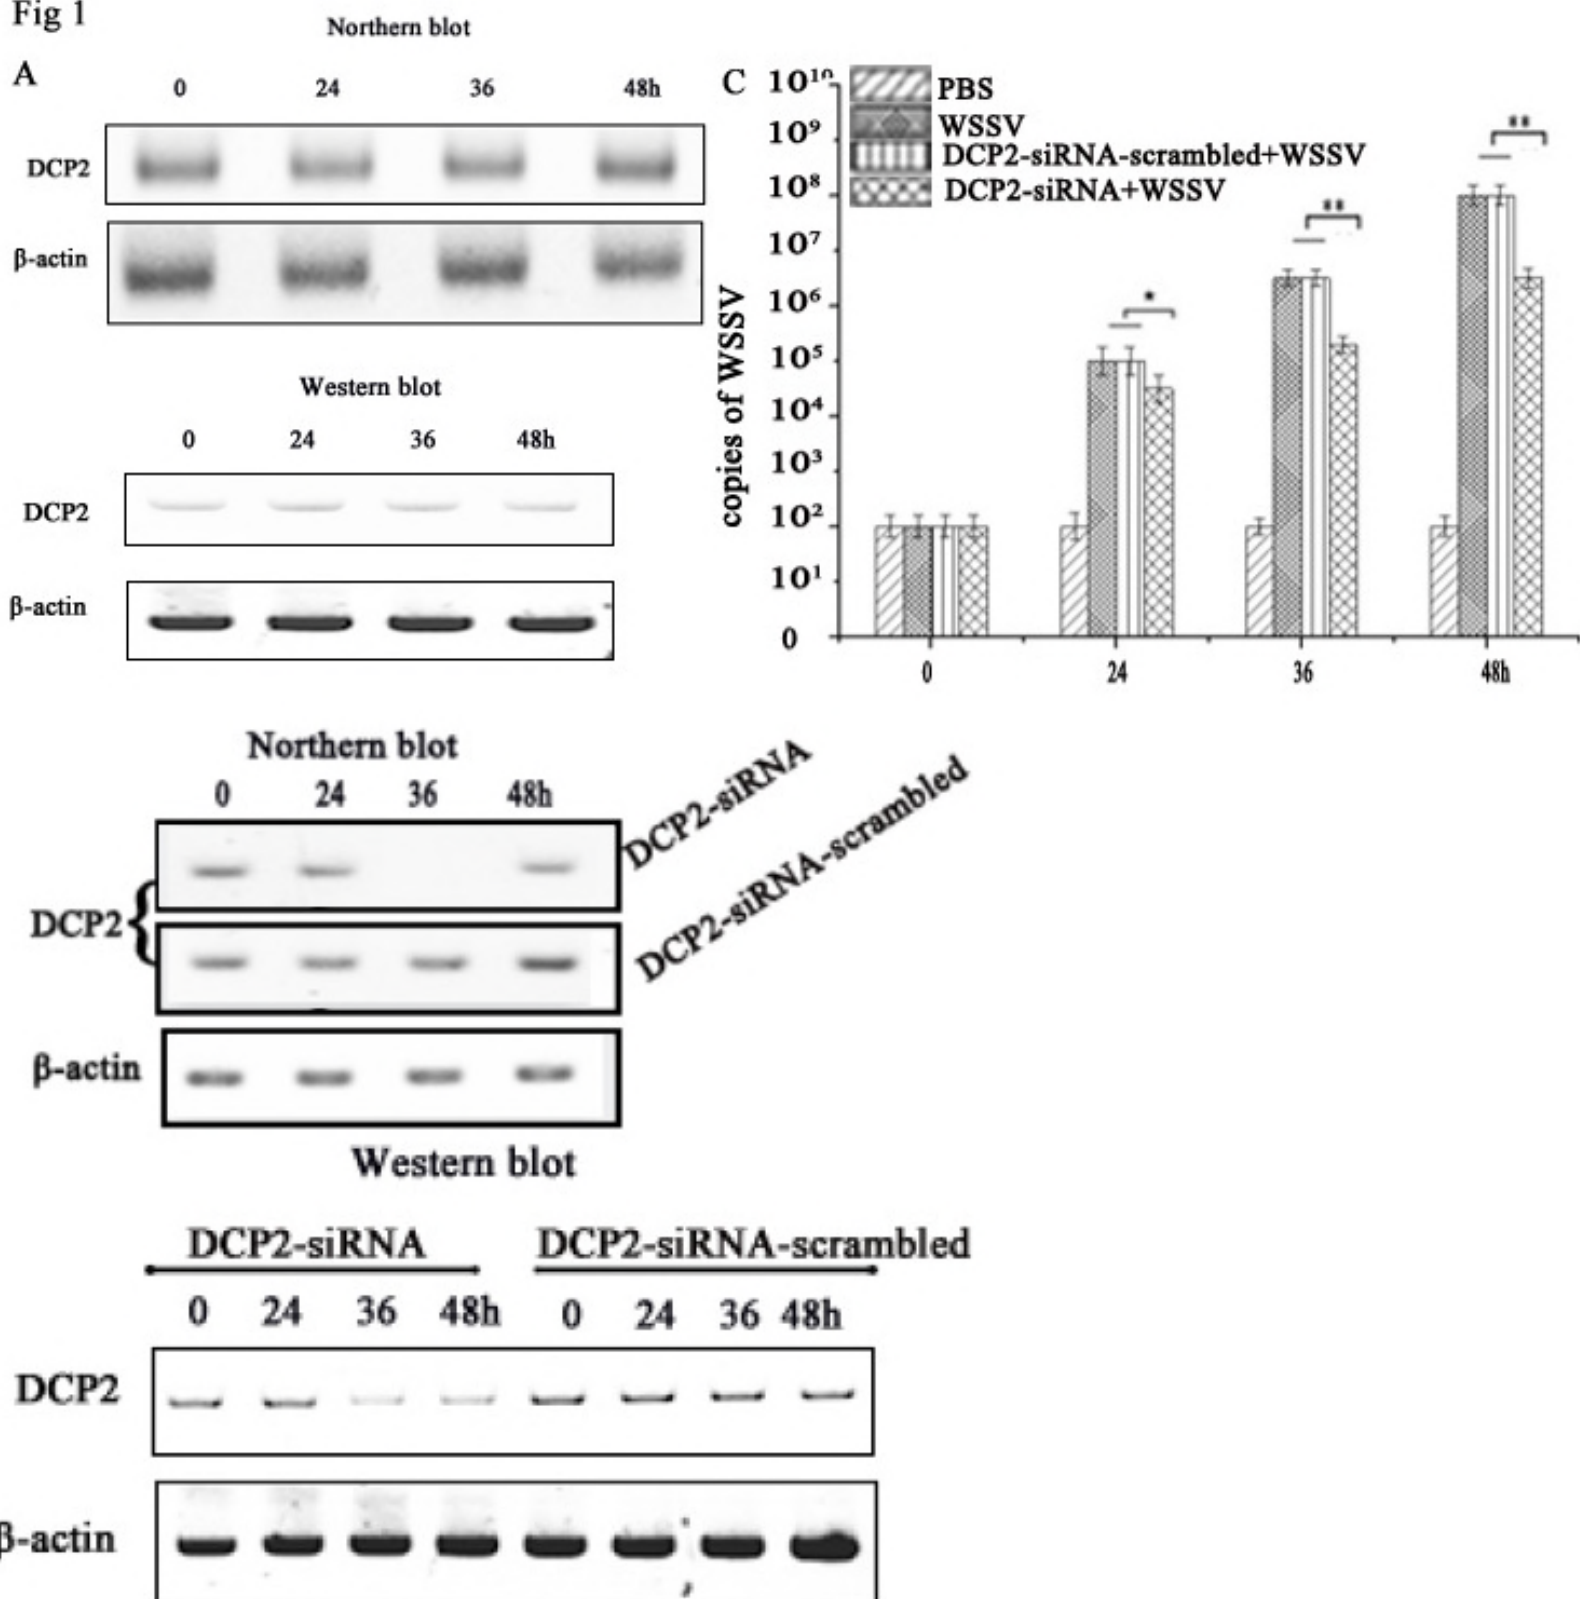 Fig 1
Northern blot
A
0 24 36 48h
DCP2
β-actin
Western blot
0 24 36 48h
DCP2
β-actin
C
PBS
WSSV
DCP2-siRNA-scrambled+WSSV
DCP2-siRNA+WSSV
copies of WSSV
10¹⁰
10⁹
10⁸
10⁷
10⁶
10⁵
10⁴
10³
10²
10¹
0
*
**
**
0 24 36 48h
Northern blot
0 24 36 48h
DCP2
DCP2-siRNA
DCP2-siRNA-scrambled
β-actin
Western blot
DCP2-siRNA DCP2-siRNA-scrambled
0 24 36 48h 0 24 36 48h
DCP2
β-actin